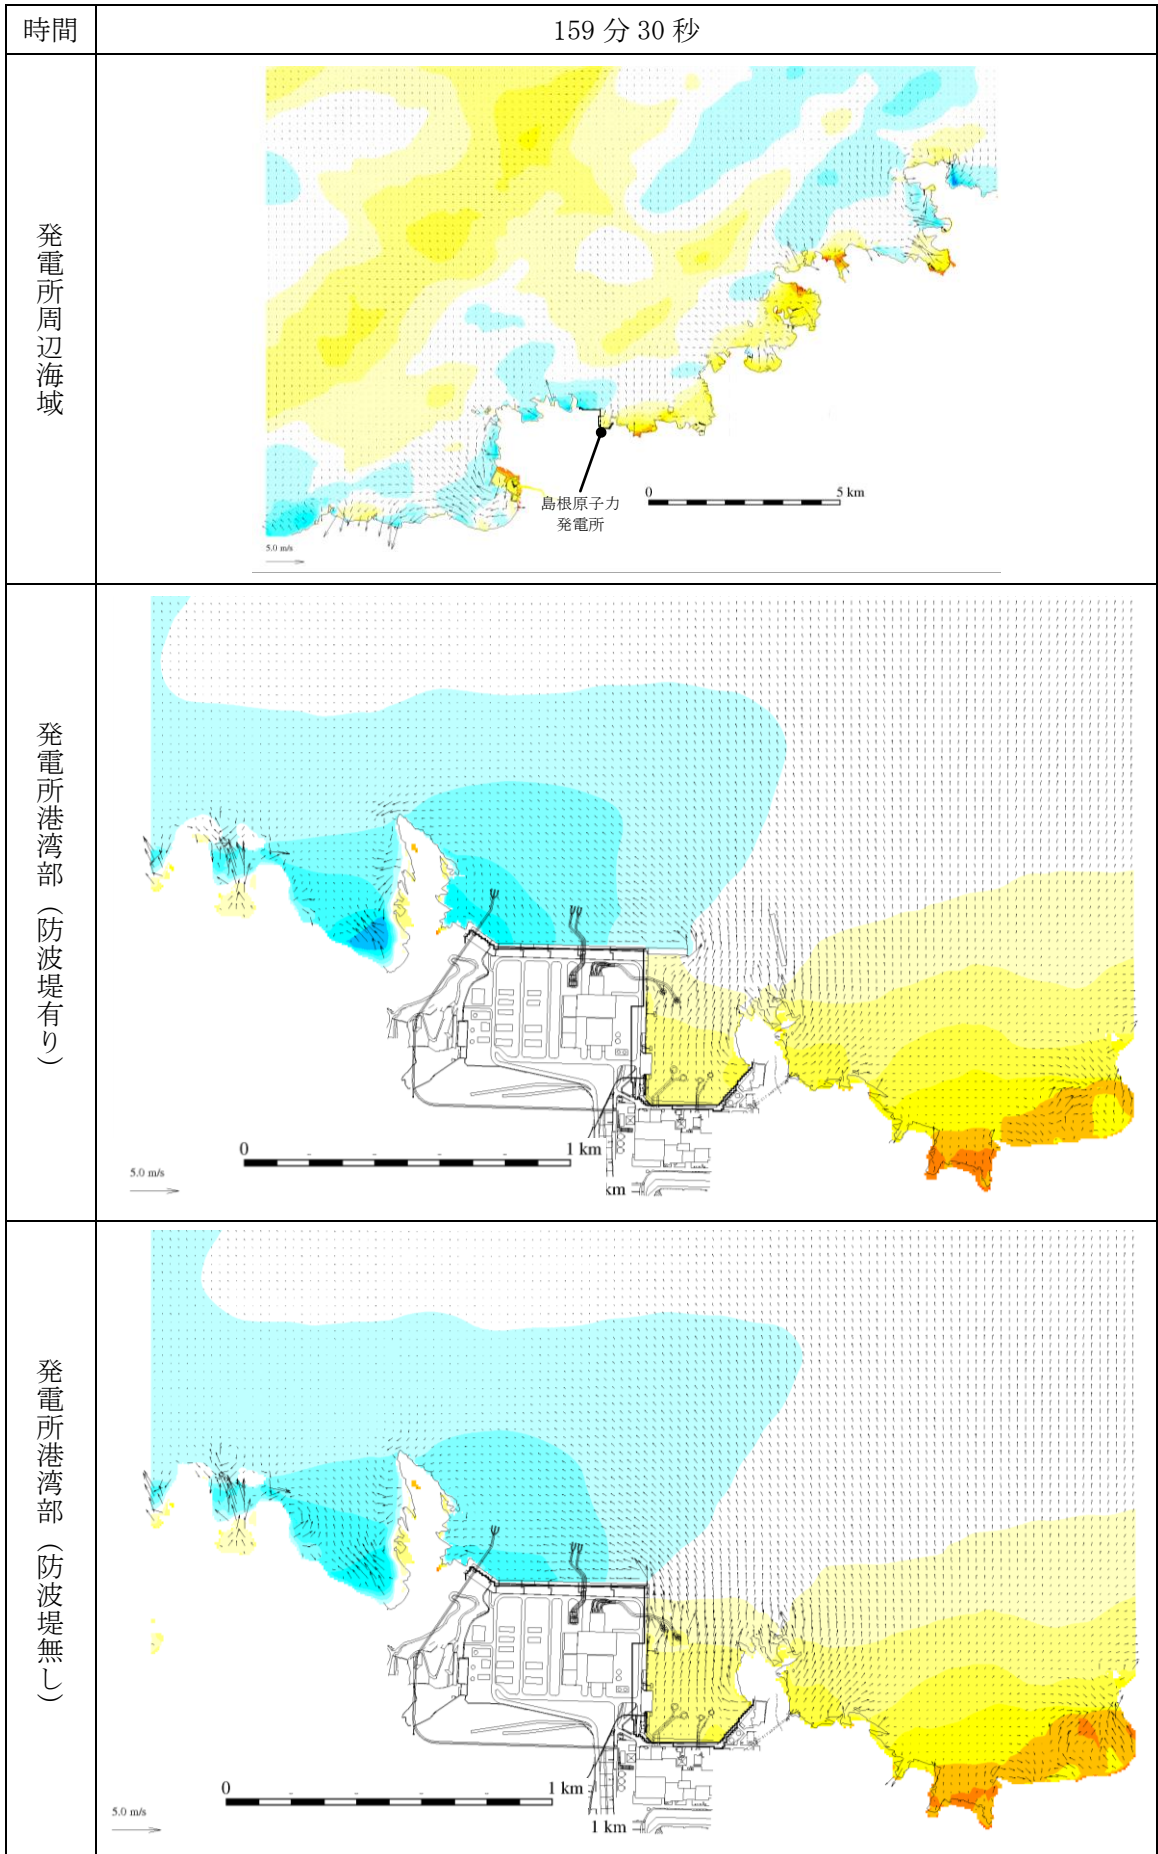 時間
159 分 30 秒
発電所周辺海域
島根原子力
発電所
0
5 km
5.0 m/s
発電所港湾部（防波堤有り）
0
1 km
5.0 m/s
km
発電所港湾部（防波堤無し）
0
1 km
5.0 m/s
1 km